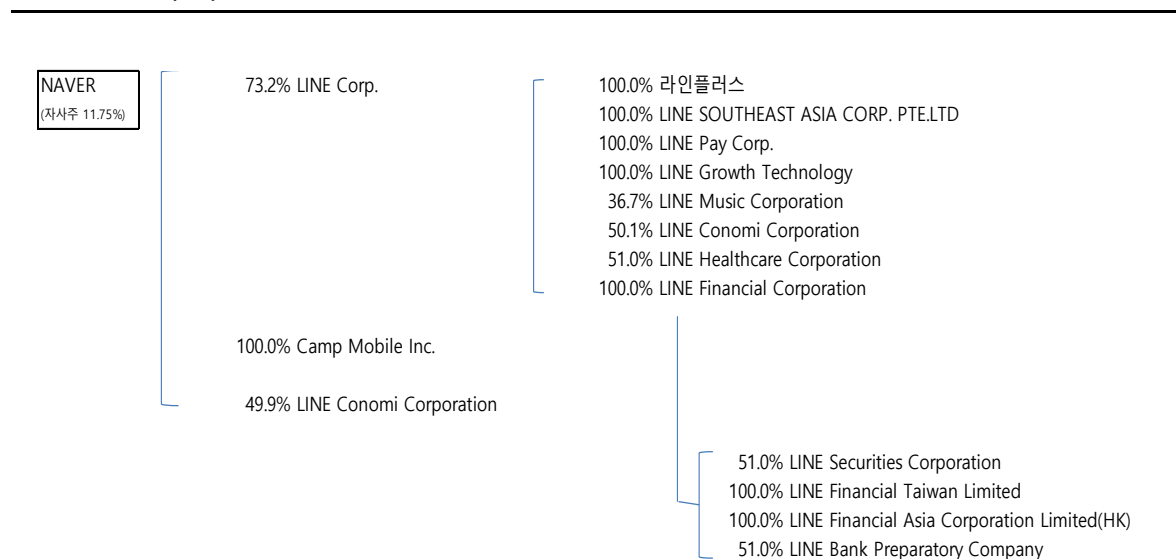 NAVER
(자사주 11.75%)
73.2% LINE Corp.
100.0% 라인플러스
100.0% LINE SOUTHEAST ASIA CORP. PTE.LTD
100.0% LINE Pay Corp.
100.0% LINE Growth Technology
36.7% LINE Music Corporation
50.1% LINE Conomi Corporation
51.0% LINE Healthcare Corporation
100.0% LINE Financial Corporation
100.0% Camp Mobile Inc.
49.9% LINE Conomi Corporation
51.0% LINE Securities Corporation
100.0% LINE Financial Taiwan Limited
100.0% LINE Financial Asia Corporation Limited(HK)
51.0% LINE Bank Preparatory Company